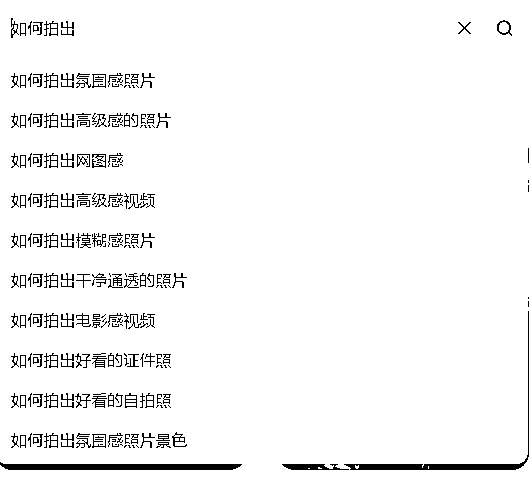 如何拍出
如何拍出氛围感照片
如何拍出高级感的照片
如何拍出网图感
如何拍出高级感视频
如何拍出模糊感照片
如何拍出干净通透的照片
如何拍出电影感视频
如何拍出好看的证件照
如何拍出好看的自拍照
如何拍出氛围感照片景色